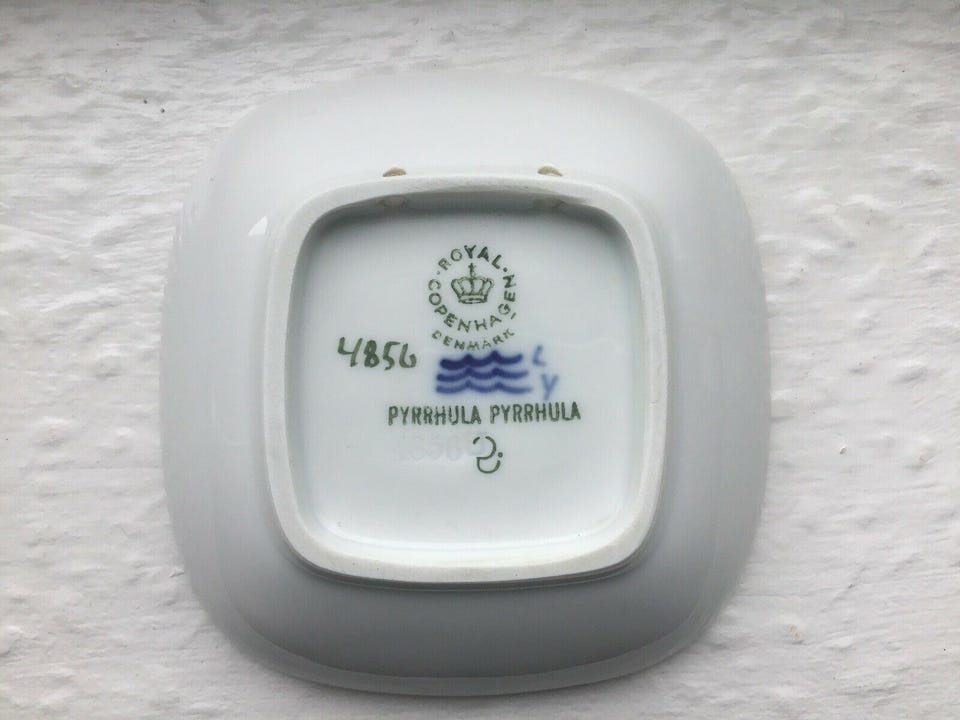 ROYAL
COPENHAGEN
DENMARK
4856
L
Y
PYRRHULA PYRRHULA